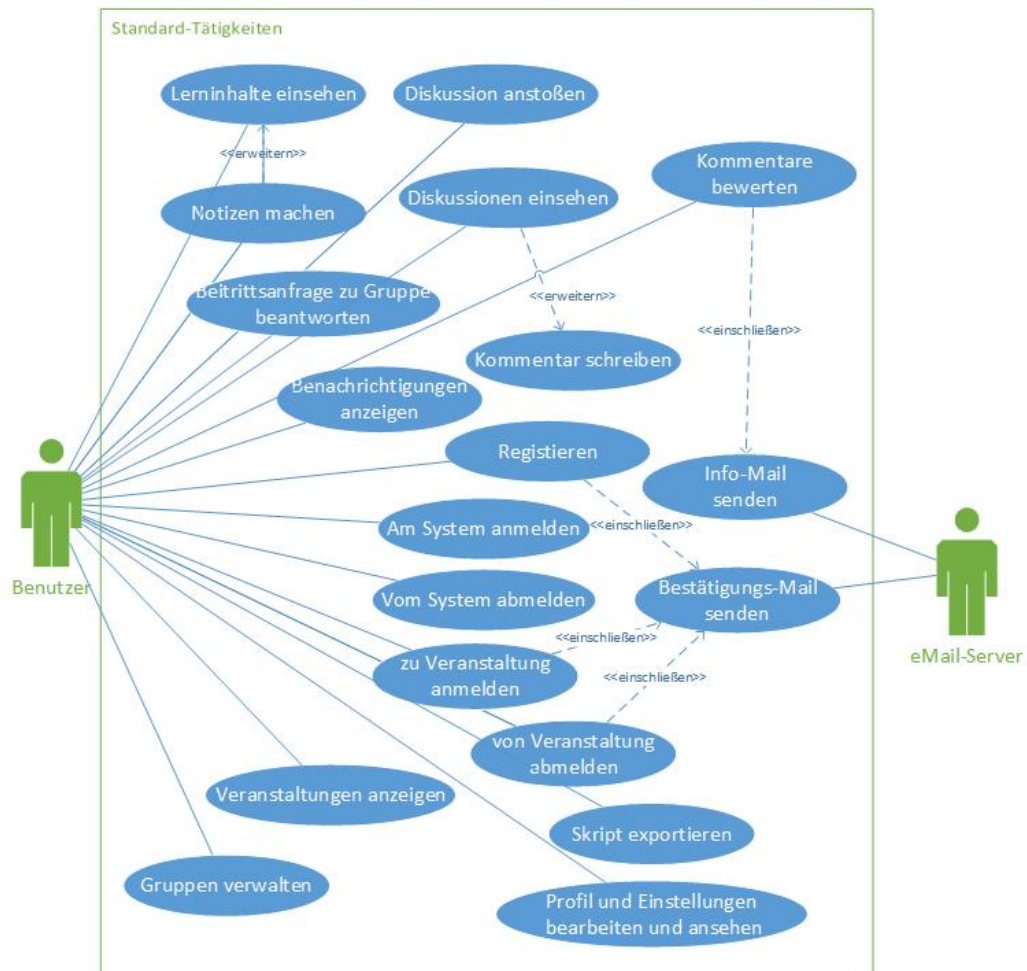 Standard-Tätigkeiten
Lerninhalte einsehen
Diskussion anstoßen
<<erweitern>>
Kommentare
bewerten
Notizen machen
Diskussionen einsehen
Beitrittsanfrage zu Gruppe
beantworten
<<erweitern>>
<<einschließen>>
Kommentar schreiben
Benachrichtigungen
anzeigen
Registieren
Info-Mail
senden
Am System anmelden
<<einschließen>>
Benutzer
Vom System abmelden
Bestätigungs-Mail
senden
<<einschließen>>
eMail-Server
zu Veranstaltung
anmelden
<<einschließen>>
von Veranstaltung
abmelden
Veranstaltungen anzeigen
Skript exportieren
Gruppen verwalten
Profil und Einstellungen
bearbeiten und ansehen